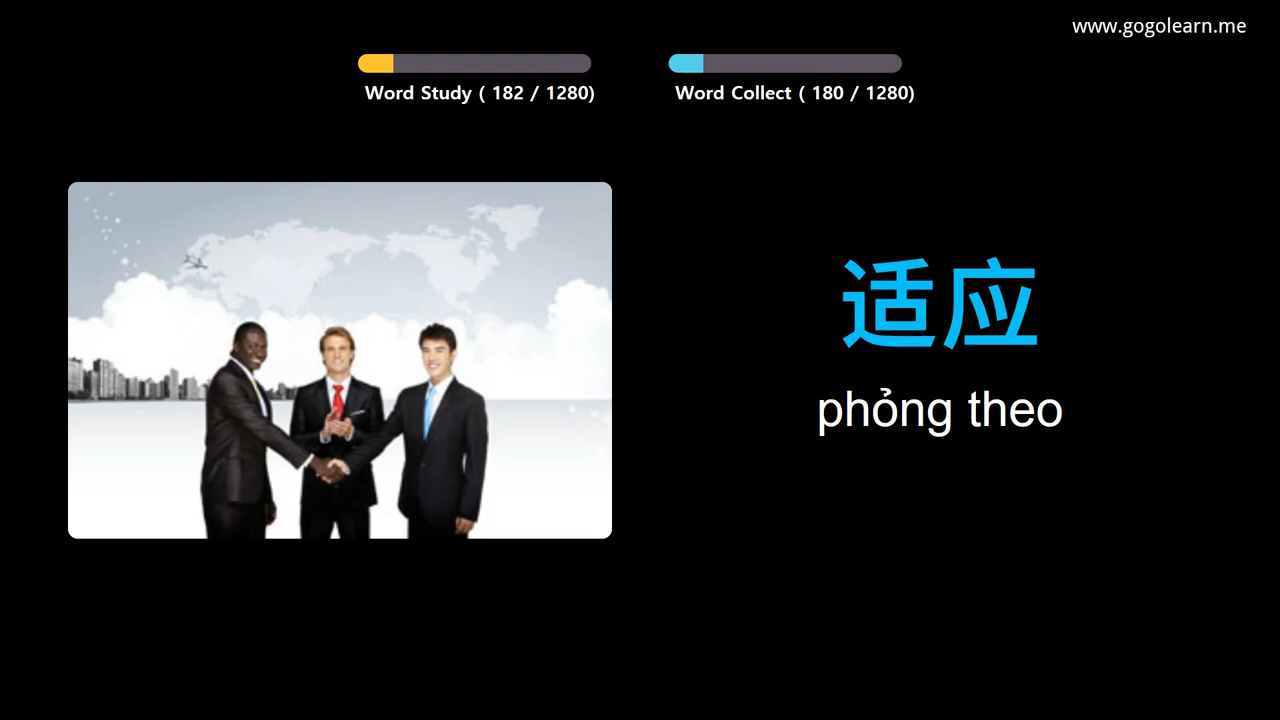 www.gogolearn.me
Word Study ( 182 / 1280)
Word Collect ( 180 / 1280)
适应
phỏng theo